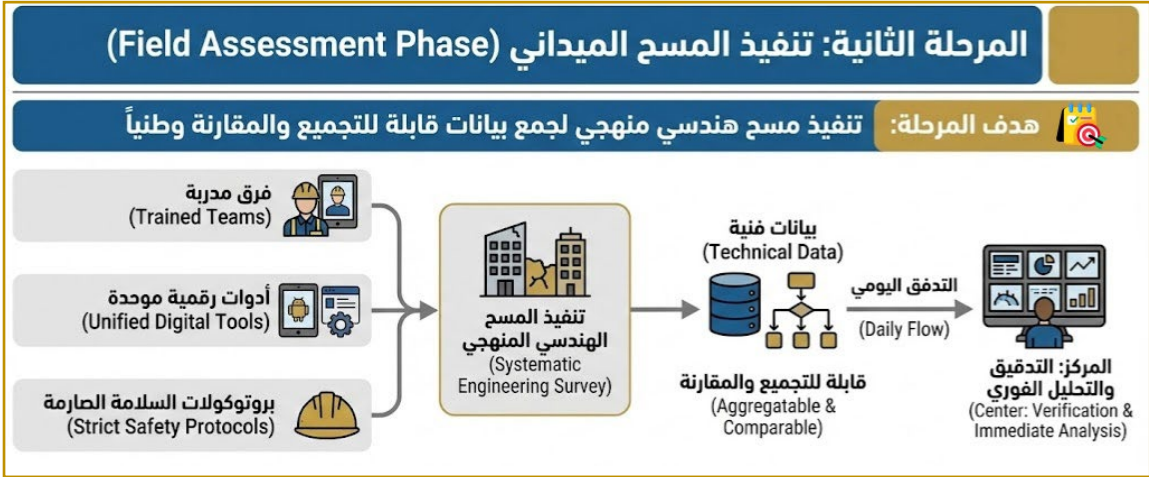 المرحلة الثانية: تنفيذ المسح الميداني (Field Assessment Phase)
هدف المرحلة: تنفيذ مسح هندسي منهجي لجمع بيانات قابلة للتجميع والمقارنة وطنياً
فرق مدربة
(Trained Teams)
أدوات رقمية موحدة
(Unified Digital Tools)
بروتوكولات السلامة الصارمة
(Strict Safety Protocols)
تنفيذ المسح
الهندسي المنهجي
(Systematic
Engineering Survey)
بيانات فنية
(Technical Data)
قابلة للتجميع والمقارنة
(Aggregatable &
Comparable)
التدفق اليومي
(Daily Flow)
المركز: التدقيق
والتحليل الفوري
(Center: Verification &
Immediate Analysis)